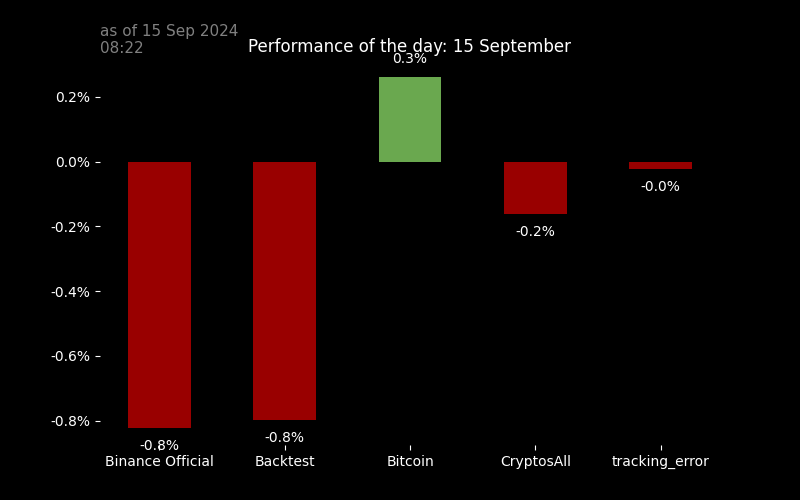 as of 15 Sep 2024
08:22
Performance of the day: 15 September
0.3%
0.2%
0.0%
-0.0%
-0.2%
-0.2%
-0.4%
-0.6%
-0.8%
-0.8%
-0.8%
Binance Official
Backtest
Bitcoin
CryptosAll
tracking_error